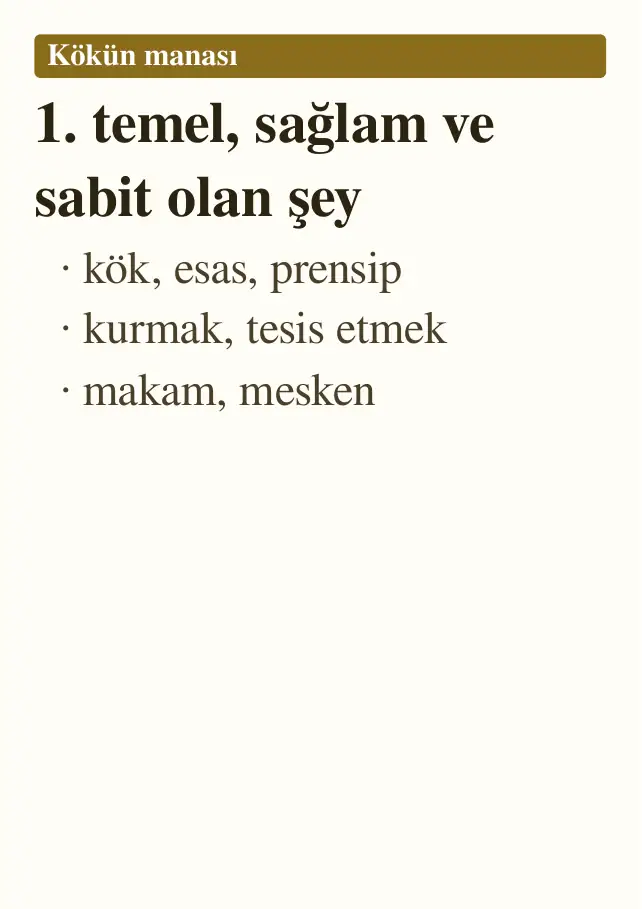 Kökün manası
1. temel, sağlam ve
sabit olan şey
· kök, esas, prensip
· kurmak, tesis etmek
· makam, mesken